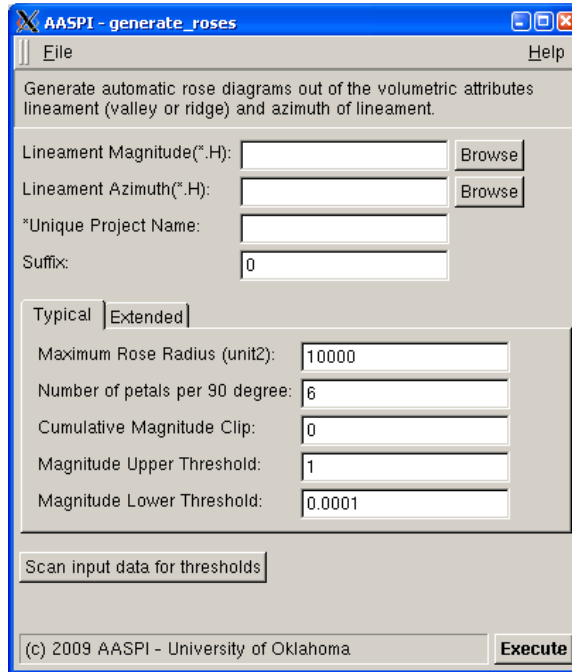 AASPI - generate_roses
File Help
Generate automatic rose diagrams out of the volumetric attributes
lineament (valley or ridge) and azimuth of lineament.
Lineament Magnitude(*.H): Browse
Lineament Azimuth(*.H): Browse
*Unique Project Name:
Suffix: 0
Typical Extended
Maximum Rose Radius (unit2): 10000
Number of petals per 90 degree: 6
Cumulative Magnitude Clip: 0
Magnitude Upper Threshold: 1
Magnitude Lower Threshold: 0.0001
Scan input data for thresholds
(c) 2009 AASPI - University of Oklahoma Execute